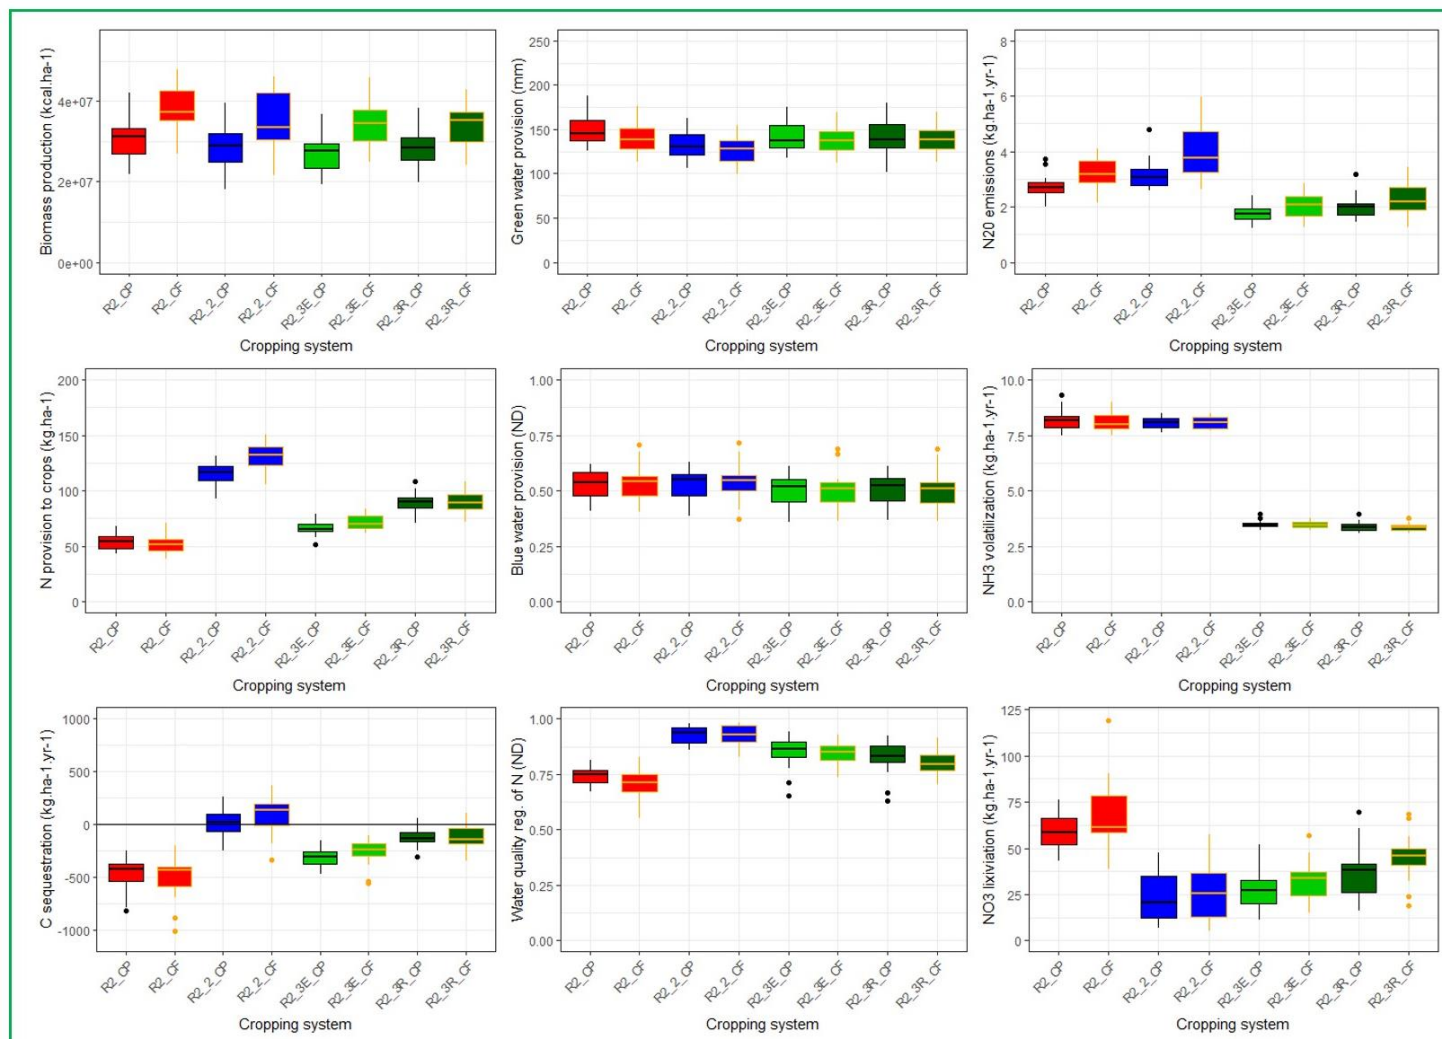 Biomass production (kcal.ha-1)
4e+07
2e+07
0e+00
R2_CP R2_CF R2_2_CP R2_2_CF R2_3E_CP R2_3E_CF R2_3R_CP R2_3R_CF
Cropping system
Green water provision (mm)
250
200
150
100
50
0
R2_CP R2_CF R2_2_CP R2_2_CF R2_3E_CP R2_3E_CF R2_3R_CP R2_3R_CF
Cropping system
N20 emissions (kg.ha-1.yr-1)
8
6
4
2
0
R2_CP R2_CF R2_2_CP R2_2_CF R2_3E_CP R2_3E_CF R2_3R_CP R2_3R_CF
Cropping system
N provision to crops (kg.ha-1)
200
150
100
50
0
R2_CP R2_CF R2_2_CP R2_2_CF R2_3E_CP R2_3E_CF R2_3R_CP R2_3R_CF
Cropping system
Blue water provision (ND)
1.00
0.75
0.50
0.25
0.00
R2_CP R2_CF R2_2_CP R2_2_CF R2_3E_CP R2_3E_CF R2_3R_CP R2_3R_CF
Cropping system
NH3 volatilization (kg.ha-1.yr-1)
10.0
7.5
5.0
2.5
0.0
R2_CP R2_CF R2_2_CP R2_2_CF R2_3E_CP R2_3E_CF R2_3R_CP R2_3R_CF
Cropping system
C sequestration (kg.ha-1.yr-1)
1000
500
0
-500
-1000
R2_CP R2_CF R2_2_CP R2_2_CF R2_3E_CP R2_3E_CF R2_3R_CP R2_3R_CF
Cropping system
Water quality reg. of N (ND)
1.00
0.75
0.50
0.25
0.00
R2_CP R2_CF R2_2_CP R2_2_CF R2_3E_CP R2_3E_CF R2_3R_CP R2_3R_CF
Cropping system
NO3 lixiviation (kg.ha-1.yr-1)
125
100
75
50
25
0
R2_CP R2_CF R2_2_CP R2_2_CF R2_3E_CP R2_3E_CF R2_3R_CP R2_3R_CF
Cropping system